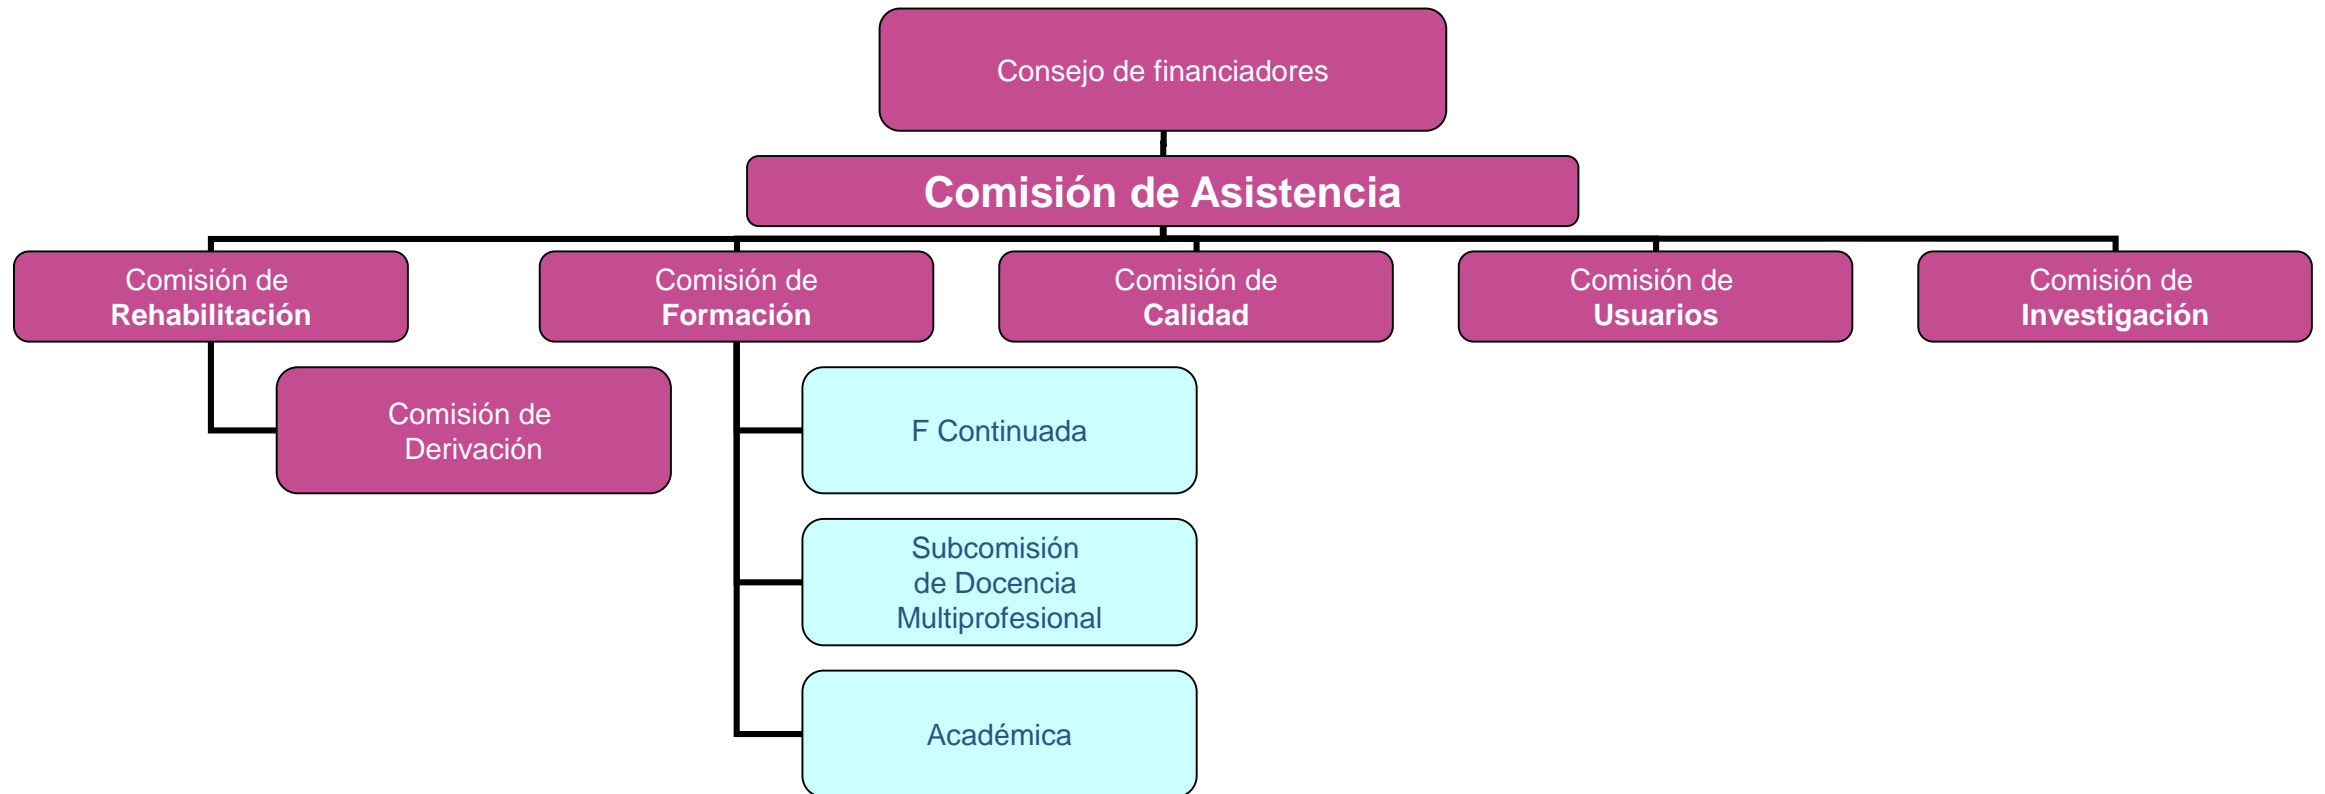 Consejo de financiadores
Comisión de Asistencia
Comisión de
Rehabilitación
Comisión de
Formación
Comisión de
Calidad
Comisión de
Usuarios
Comisión de
Investigación
Comisión de
Derivación
F Continuada
Subcomisión
de Docencia
Multiprofesional
Académica